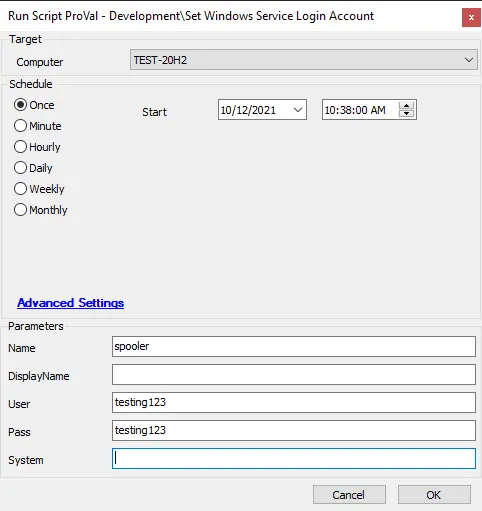 Run Script ProVal - Development\Set Windows Service Login Account
x
Target
Computer TEST-20H2
Schedule
Once Start 10/12/2021 10:38:00 AM
Minute
Hourly
Daily
Weekly
Monthly
Advanced Settings
Parameters
Name spooler
DisplayName
User testing123
Pass testing123
System
Cancel OK